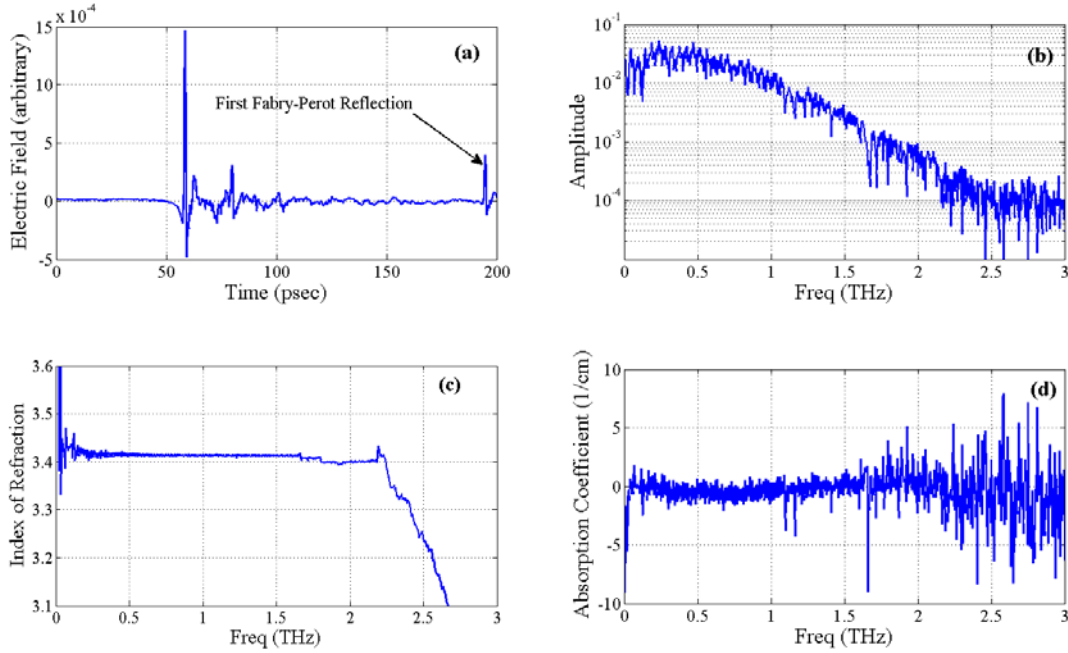 x 10⁻⁴
15
10
5
0
-5
Electric Field (arbitrary)
(a)
First Fabry-Perot Reflection
0 50 100 150 200
Time (psec)
10⁻¹
10⁻²
10⁻³
10⁻⁴
Amplitude
(b)
0 0.5 1 1.5 2 2.5 3
Freq (THz)
3.6
3.5
3.4
3.3
3.2
3.1
Index of Refraction
(c)
0 0.5 1 1.5 2 2.5 3
Freq (THz)
10
5
0
-5
-10
Absorption Coefficient (1/cm)
(d)
0 0.5 1 1.5 2 2.5 3
Freq (THz)